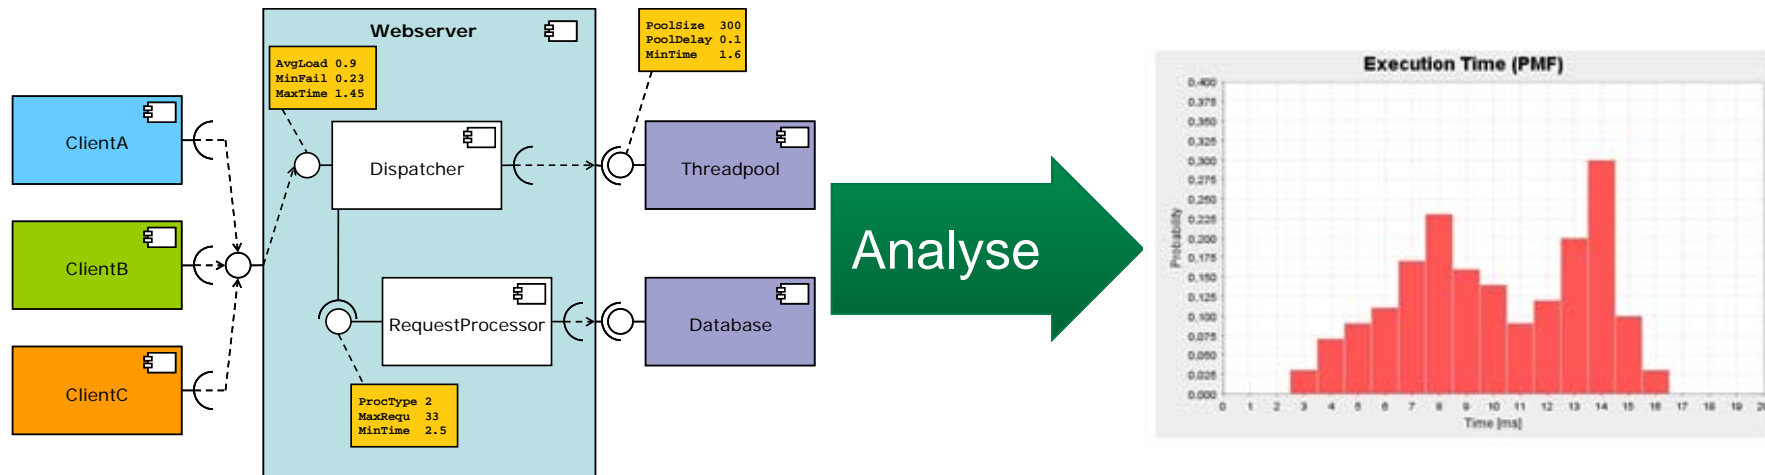 Webserver
AvgLoad 0.9
MinFail 0.23
MaxTime 1.45
PoolSize 300
PoolDelay 0.1
MinTime 1.6
ClientA
ClientB
ClientC
Dispatcher
Threadpool
RequestProcessor
Database
ProcType 2
MaxRequ 33
MinTime 2.5
Analyse
Execution Time (PMF)
Probability
0,400
0,375
0,350
0,325
0,300
0,275
0,250
0,225
0,200
0,175
0,150
0,125
0,100
0,075
0,050
0,025
0,000
0 1 2 3 4 5 6 7 8 9 10 11 12 13 14 15 16 17 18 19 20
Time [ms]